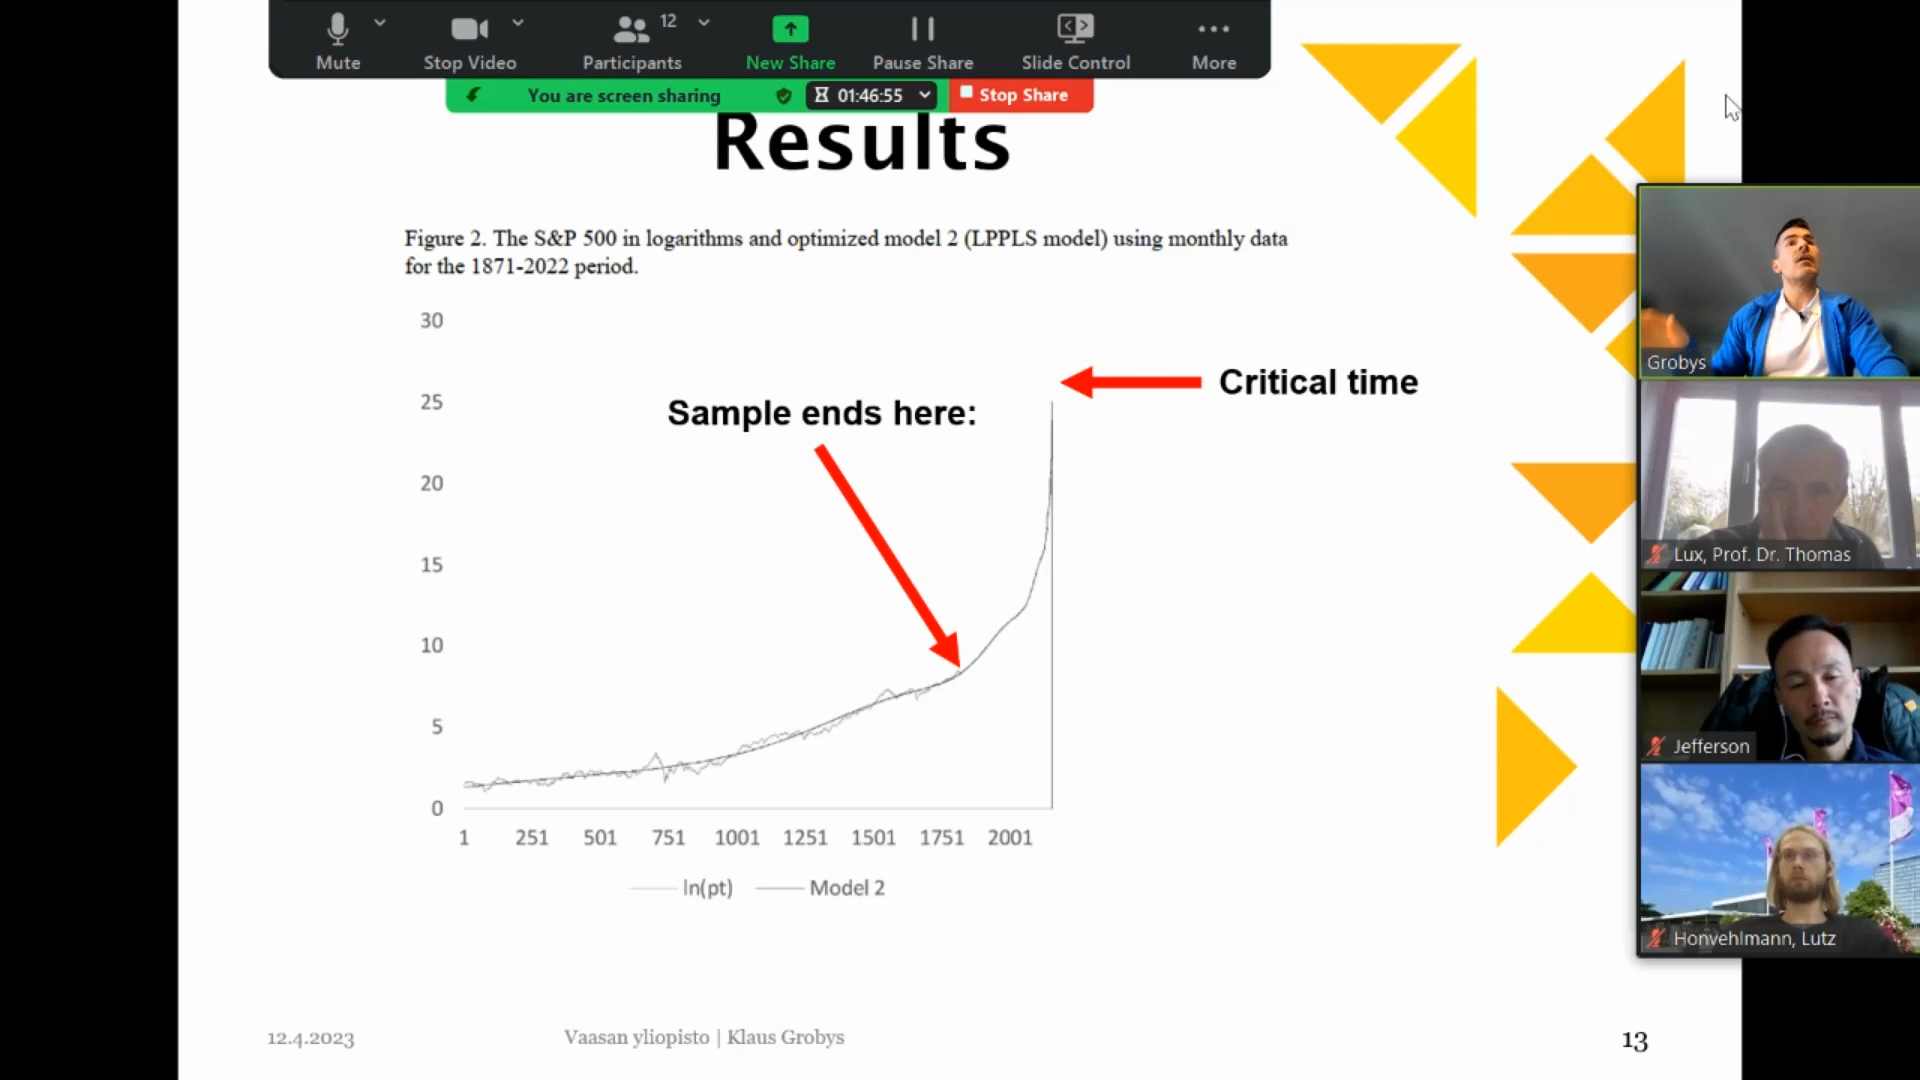 12
Mute
Stop Video
Participants
New Share
Pause Share
Slide Control
More
You are screen sharing
01:46:55
Stop Share
Results
Figure 2. The S&P 500 in logarithms and optimized model 2 (LPPLS model) using monthly data
for the 1871-2022 period.
30
25
20
15
10
5
0
Sample ends here:
Critical time
1 251 501 751 1001 1251 1501 1751 2001
ln(pt) Model 2
Grobys
Lux, Prof. Dr. Thomas
Jefferson
Honvehlmann, Lutz
12.4.2023
Vaasan yliopisto | Klaus Grobys
13